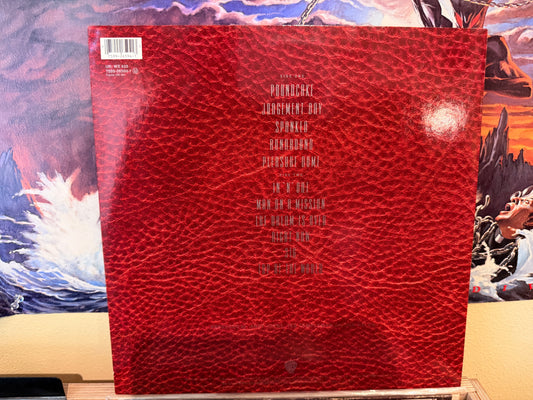 SIDE ONE
POUNDCAKE
JUDGEMENT DAY
SPANKED
RUNAROUND
PLEASURE DOME
SIDE TWO
IN 'N' OUT
MAN ON A MISSION
THE DREAM IS OVER
RIGHT NOW
316
TOP OF THE WORLD